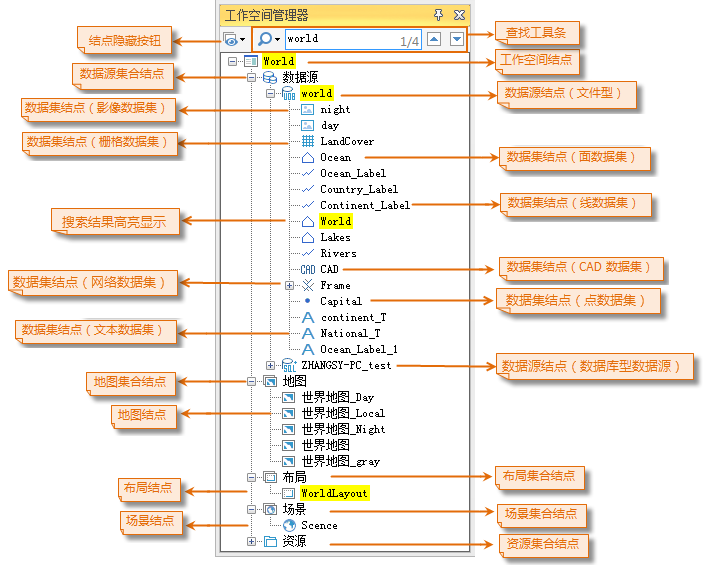 工作空间管理器
结点隐藏按钮
world
1/4
查找工具条
World
工作空间结点
数据源集合结点
数据源
world
数据源结点（文件型）
数据集结点（影像数据集）
night
day
数据集结点（栅格数据集）
LandCover
Ocean
数据集结点（面数据集）
Ocean_Label
Country_Label
Continent_Label
数据集结点（线数据集）
搜索结果高亮显示
World
Lakes
Rivers
CAD CAD
数据集结点（CAD 数据集）
数据集结点（网络数据集）
Frame
Capital
数据集结点（点数据集）
continent_T
数据集结点（文本数据集）
National_T
Ocean_Label_1
ZHANGSY-PC_test
数据源结点（数据库型数据源）
地图集合结点
地图
世界地图_Day
地图结点
世界地图_Local
世界地图_Night
世界地图
世界地图_gray
布局
布局集合结点
布局结点
WorldLayout
场景
场景集合结点
场景结点
Scence
资源
资源集合结点